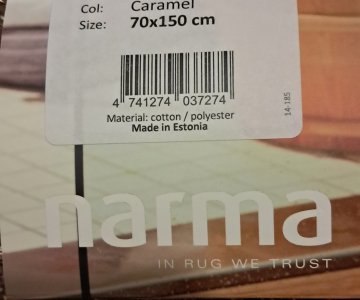 Col: Caramel
Size: 70x150 cm
4 741274 037274
Material: cotton / polyester
Made in Estonia
14-185
narma
IN RUG WE TRUST